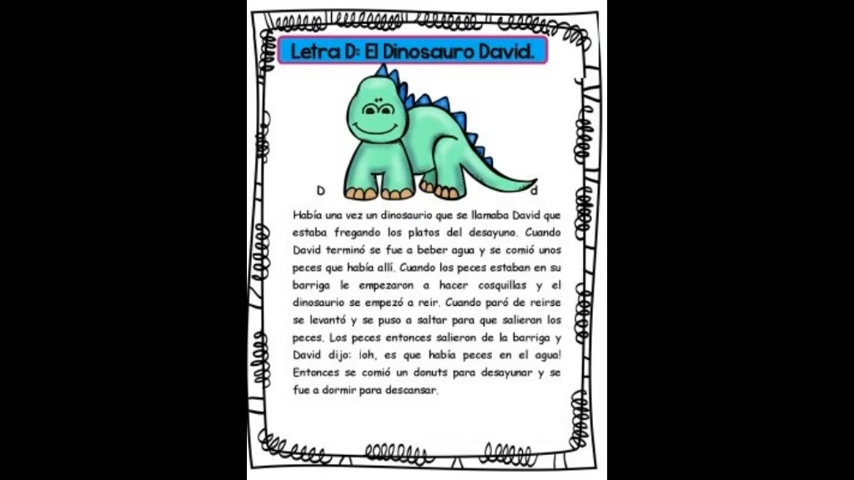 Letra D: El Dinosauro David.
D d
Había una vez un dinosaurio que se llamaba David que
estaba fregando los platos del desayuno. Cuando
David terminó se fue a beber agua y se comió unos
peces que había allí. Cuando los peces estaban en su
barriga le empezaron a hacer cosquillas y el
dinosaurio se empezó a reir. Cuando paró de reirse
se levantó y se puso a saltar para que salieran los
peces. Los peces entonces salieron de la barriga y
David dijo: ¡oh, es que había peces en el agua!
Entonces se comió un donuts para desayunar y se
fue a dormir para descansar.